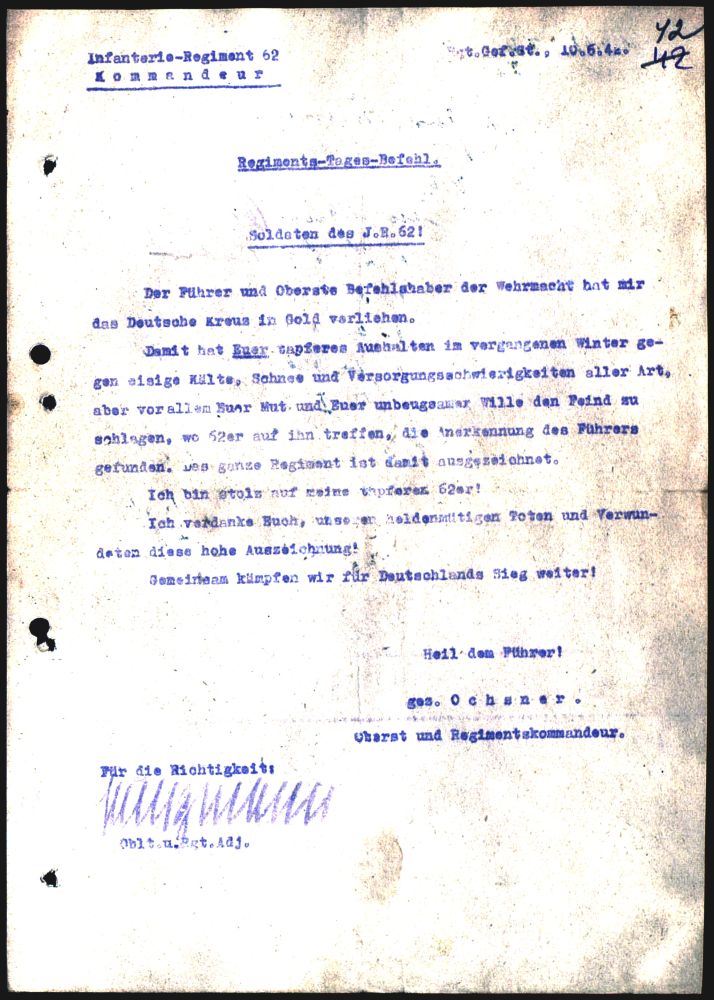 Infanterie-Regiment 62
Rgt.Gef.St., 10.5.42.
42
42
Kommandeur
Regiments-Tages-Befehl.
Soldaten des J.R.62!
Der Führer und Oberste Befehlshaber der Wehrmacht hat mir
das Deutsche Kreuz in Gold verliehen.
Damit hat Euer tapferes Aushalten im vergangenen Winter ge-
gen eisige Kälte, Schnee und Versorgungsschwierigkeiten aller Art,
aber vor allem Euer Mut und Euer unbeugsamer Wille den Feind zu
schlagen, wo 62er auf ihn treffen, die Anerkennung des Führers
gefunden. Das ganze Regiment ist damit ausgezeichnet.
Ich bin stolz auf meine tapferen 62er!
Ich verdanke Euch, unseren heldenmütigen Toten und Verwun-
deten diese hohe Auszeichnung!
Gemeinsam kämpfen wir für Deutschlands Sieg weiter!
Heil dem Führer!
gez. Ochsner.
Oberst und Regimentskommandeur.
Für die Richtigkeit:
Oblt.u.Rgt.Adj.